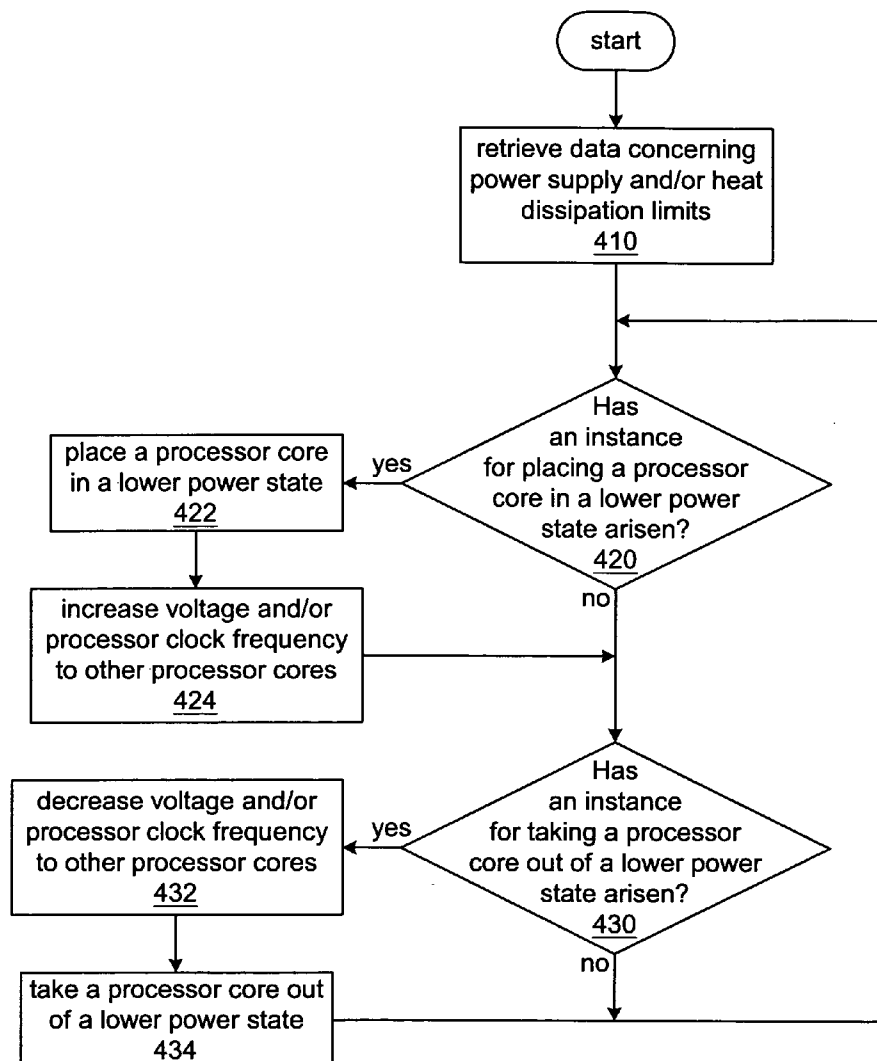 start
retrieve data concerning
power supply and/or heat
dissipation limits
410
Has
an instance
for placing a processor
core in a lower power
state arisen?
420
yes
no
place a processor core
in a lower power state
422
increase voltage and/or
processor clock frequency
to other processor cores
424
Has
an instance
for taking a processor
core out of a lower power
state arisen?
430
yes
no
decrease voltage and/or
processor clock frequency
to other processor cores
432
take a processor core out
of a lower power state
434